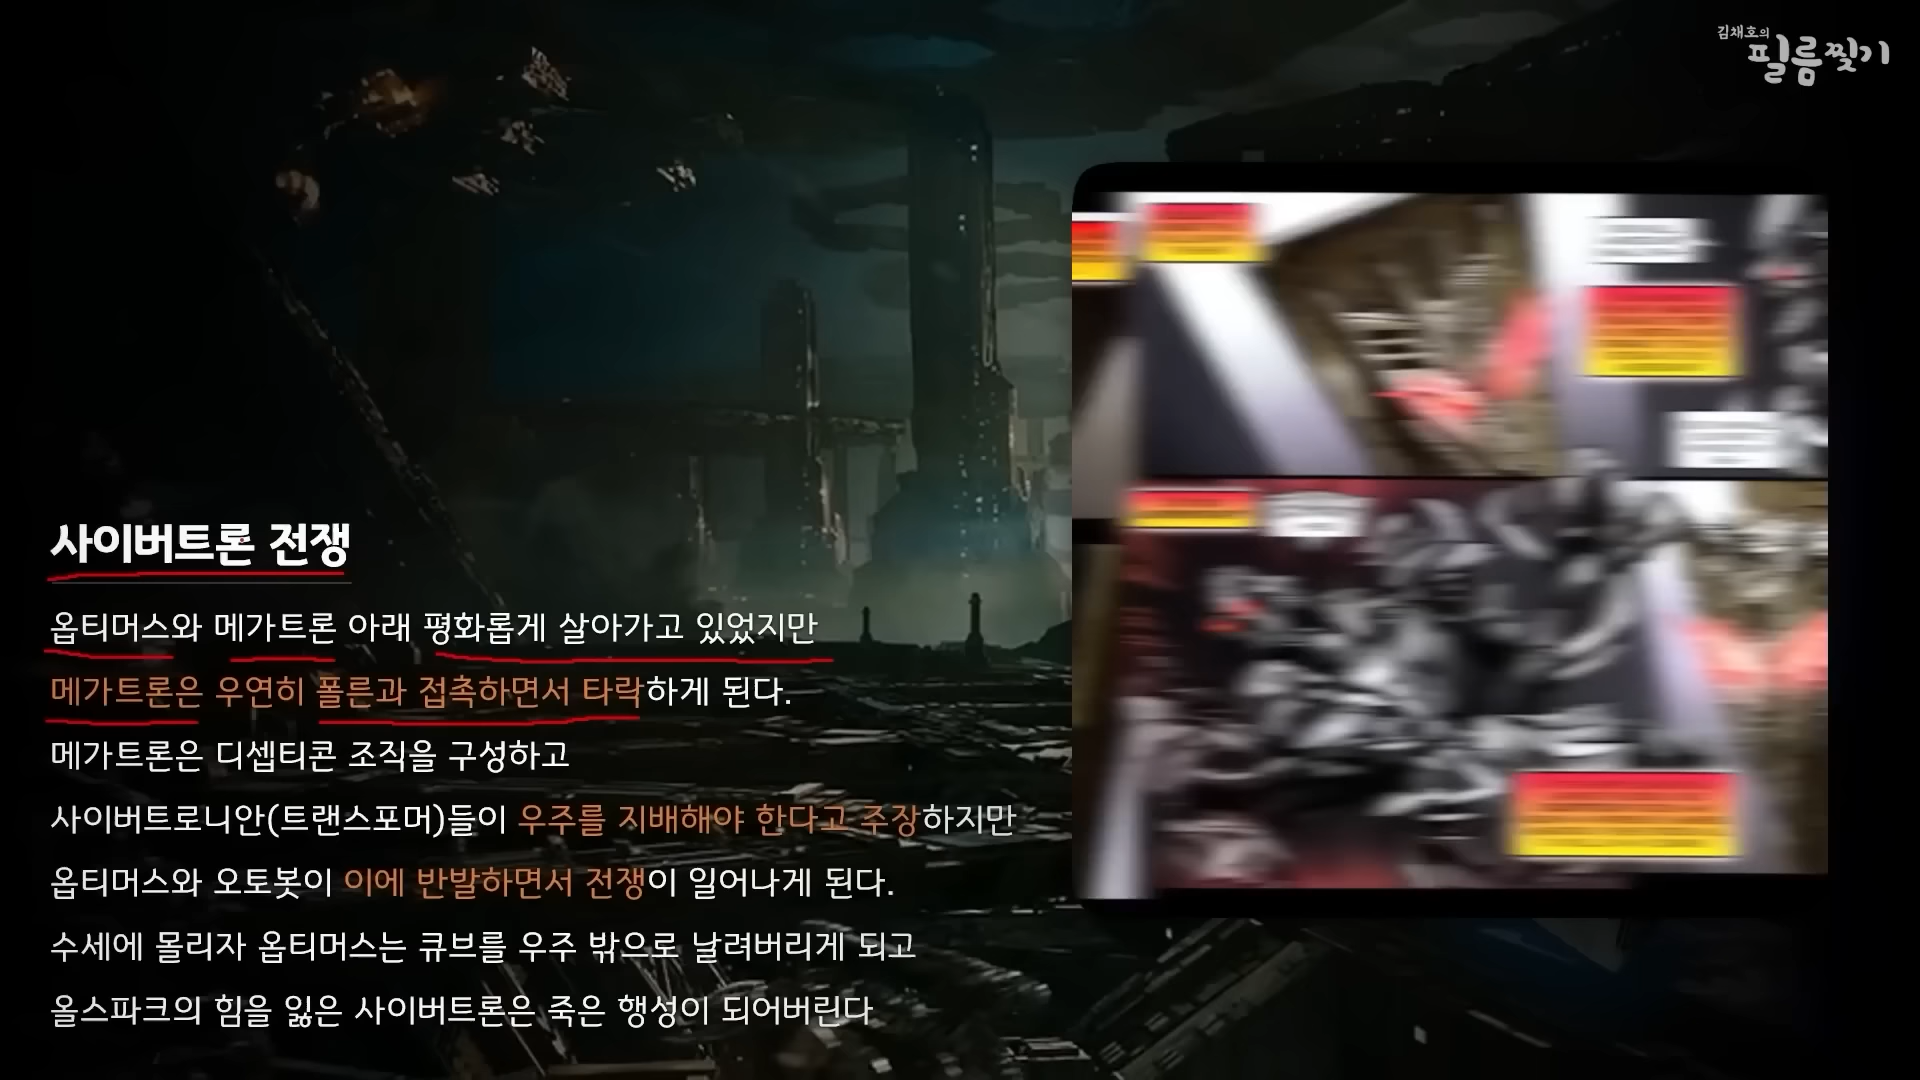 김채호의
필름찢기
사이버트론 전쟁
옵티머스와 메가트론 아래 평화롭게 살아가고 있었지만
메가트론은 우연히 폴른과 접촉하면서 타락하게 된다.
메가트론은 디셉티콘 조직을 구성하고
사이버트로니안(트랜스포머)들이 우주를 지배해야 한다고 주장하지만
옵티머스와 오토봇이 이에 반발하면서 전쟁이 일어나게 된다.
수세에 몰리자 옵티머스는 큐브를 우주 밖으로 날려버리게 되고
올스파크의 힘을 잃은 사이버트론은 죽은 행성이 되어버린다